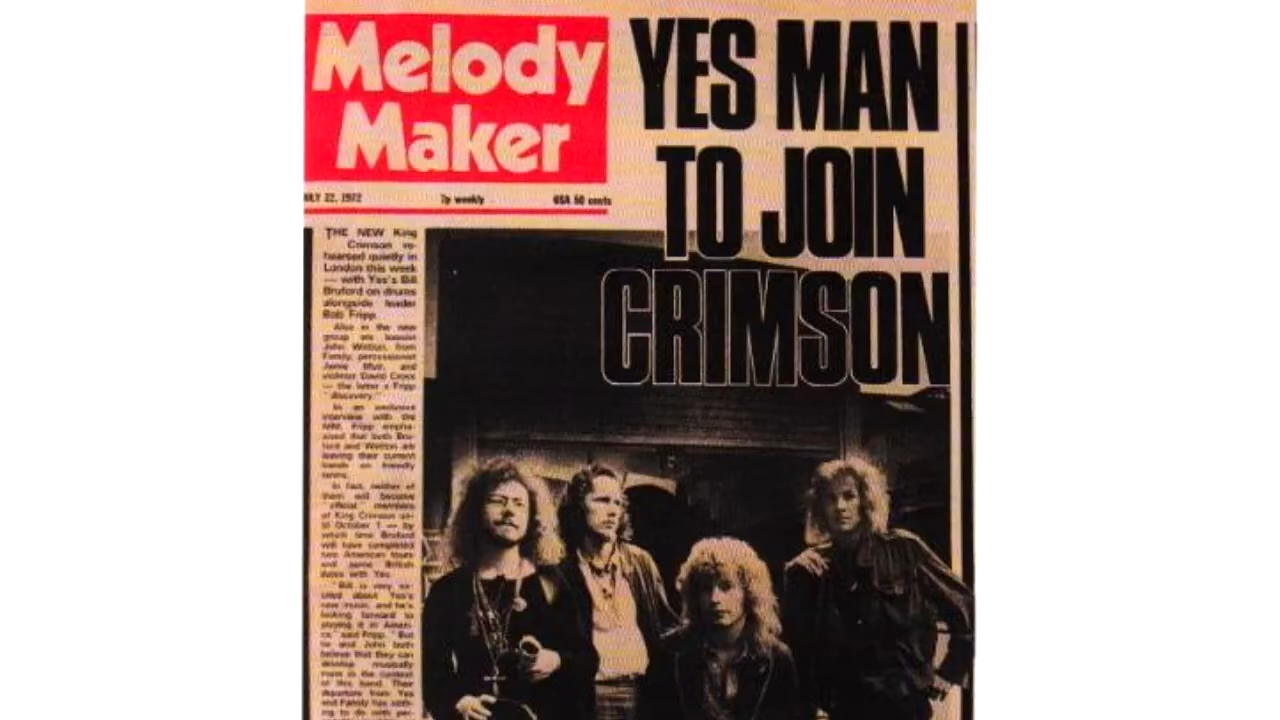 Melody
Maker
YES MAN
TO JOIN
CRIMSON
JULY 22, 1972 7p weekly USA 50 cents
THE NEW King
Crimson re-
hearsed quietly in
London this week
— with Yes's Bill
Bruford on drums
alongside leader
Bob Fripp.
Also in the new
group are bassist
John Wetton, from
Family, percussionist
Jamie Muir, and
violinist David Cross
— the latter a Fripp
"discovery."
In an exclusive
interview with the
MM, Fripp empha-
sised that both Bru-
ford and Wetton are
leaving their current
bands on friendly
terms.
In fact, neither of
them will become
"official" members
of King Crimson un-
til October 1 — by
which time Bruford
will have completed
two American tours
and some British
dates with Yes.
"Bill is very ex-
cited about Yes's
new music, and he's
looking forward to
playing it in Ameri-
ca," said Fripp. "But
he and John both
believe that they can
develop musically
more in the context
of this band. Their
departure from Yes
and Family has noth-
ing to do with per-